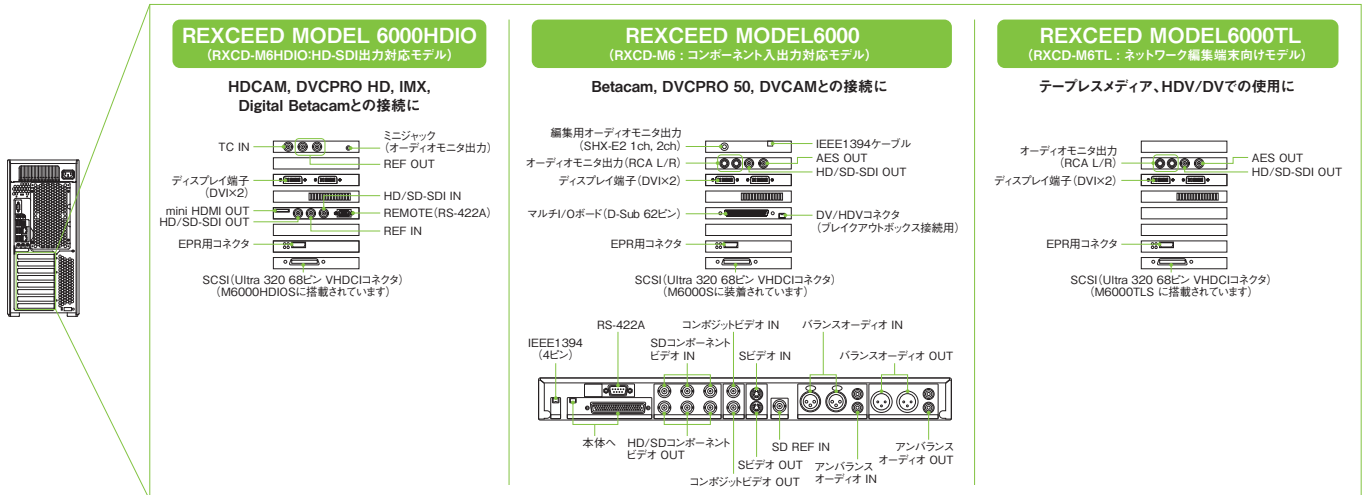 REXCEED MODEL 6000HDIO
(RXCD-M6HDIO:HD-SDI出力対応モデル)
HDCAM, DVCPRO HD, IMX,
Digital Betacamとの接続に
TC IN
ミニジャック
(オーディオモニタ出力)
REF OUT
ディスプレイ端子
(DVI×2)
HD/SD-SDI IN
mini HDMI OUT
HD/SD-SDI OUT
REMOTE(RS-422A)
REF IN
EPR用コネクタ
SCSI(Ultra 320 68ピン VHDCIコネクタ)
(M6000HDIOSに搭載されています)
REXCEED MODEL6000
(RXCD-M6 : コンポーネント入出力対応モデル)
Betacam, DVCPRO 50, DVCAMとの接続に
編集用オーディオモニタ出力
(SHX-E2 1ch, 2ch)
IEEE1394ケーブル
オーディオモニタ出力(RCA L/R)
AES OUT
HD/SD-SDI OUT
ディスプレイ端子(DVI×2)
マルチI/Oボード(D-Sub 62ピン)
DV/HDVコネクタ
(ブレイクアウトボックス接続用)
EPR用コネクタ
SCSI(Ultra 320 68ピン VHDCIコネクタ)
(M6000Sに装着されています)
RS-422A
コンポジットビデオ IN
バランスオーディオ IN
IEEE1394
(4ピン)
SDコンポーネント
ビデオ IN
Sビデオ IN
バランスオーディオ OUT
本体へ
HD/SDコンポーネント
ビデオ OUT
SD REF IN
アンバランス
オーディオ OUT
Sビデオ OUT
アンバランス
オーディオ IN
コンポジットビデオ OUT
REXCEED MODEL6000TL
(RXCD-M6TL : ネットワーク編集端末向けモデル)
テープレスメディア、HDV/DVでの使用に
オーディオモニタ出力
(RCA L/R)
AES OUT
HD/SD-SDI OUT
ディスプレイ端子(DVI×2)
EPR用コネクタ
SCSI(Ultra 320 68ピン VHDCIコネクタ)
(M6000TLS に搭載されています)